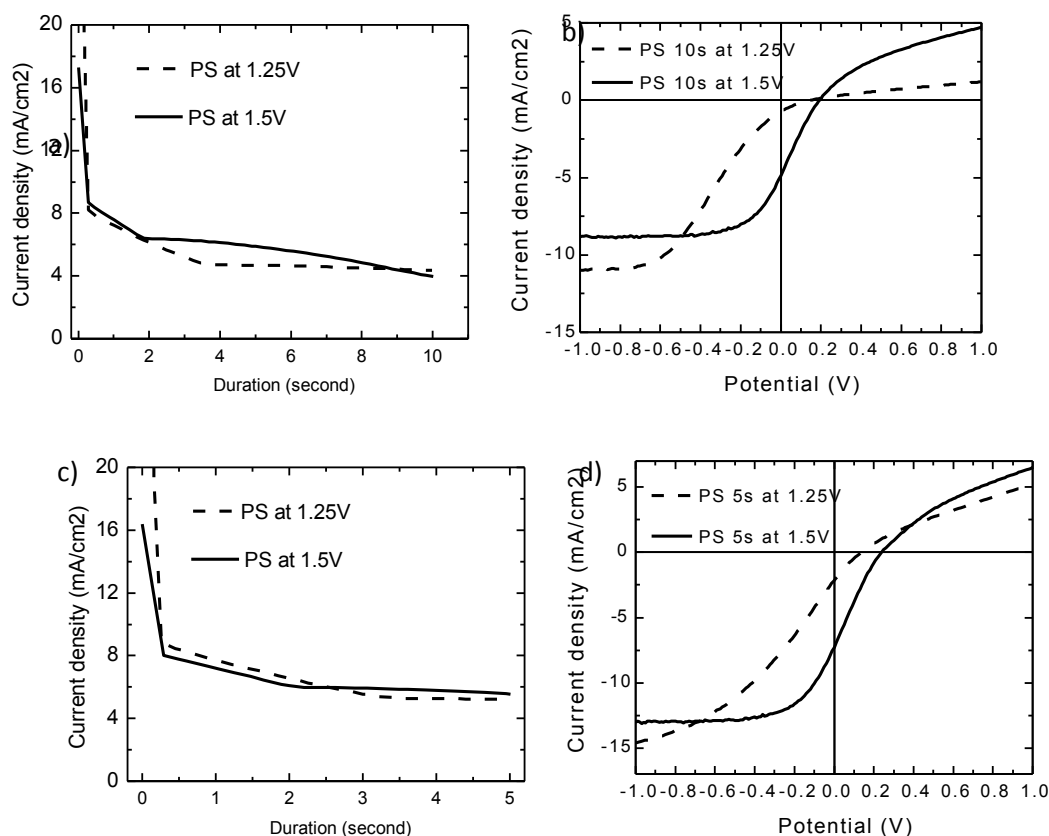 a)
Current density (mA/cm2)
20
16
12
8
4
0
PS at 1.25V
PS at 1.5V
0 2 4 6 8 10
Duration (second)
b)
Current density (mA/cm2)
5
0
-5
-10
-15
PS 10s at 1.25V
PS 10s at 1.5V
-1.0 -0.8 -0.6 -0.4 -0.2 0.0 0.2 0.4 0.6 0.8 1.0
Potential (V)
c)
Current density (mA/cm2)
20
16
12
8
4
0
PS at 1.25V
PS at 1.5V
0 1 2 3 4 5
Duration (second)
d)
Current density (mA/cm2)
5
0
-5
-10
-15
PS 5s at 1.25V
PS 5s at 1.5V
-1.0 -0.8 -0.6 -0.4 -0.2 0.0 0.2 0.4 0.6 0.8 1.0
Potential (V)